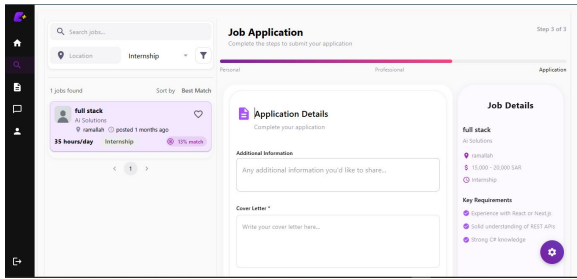 Search jobs...
Location
Internship
1 jobs found
Sort by Best Match
full stack
Ai Solutions
ramallah posted 1 months ago
35 hours/day Internship 13% match
< 1 >
Job Application
Step 3 of 3
Complete the steps to submit your application
Personal Professional Application
Application Details
Complete your application
Additional Information
Any additional information you'd like to share...
Cover Letter *
Write your cover letter here...
Job Details
full stack
Ai Solutions
ramallah
$ 15,000 - 20,000 SAR
Internship
Key Requirements
Experience with React or Next.js
Solid understanding of REST APIs
Strong C# knowledge